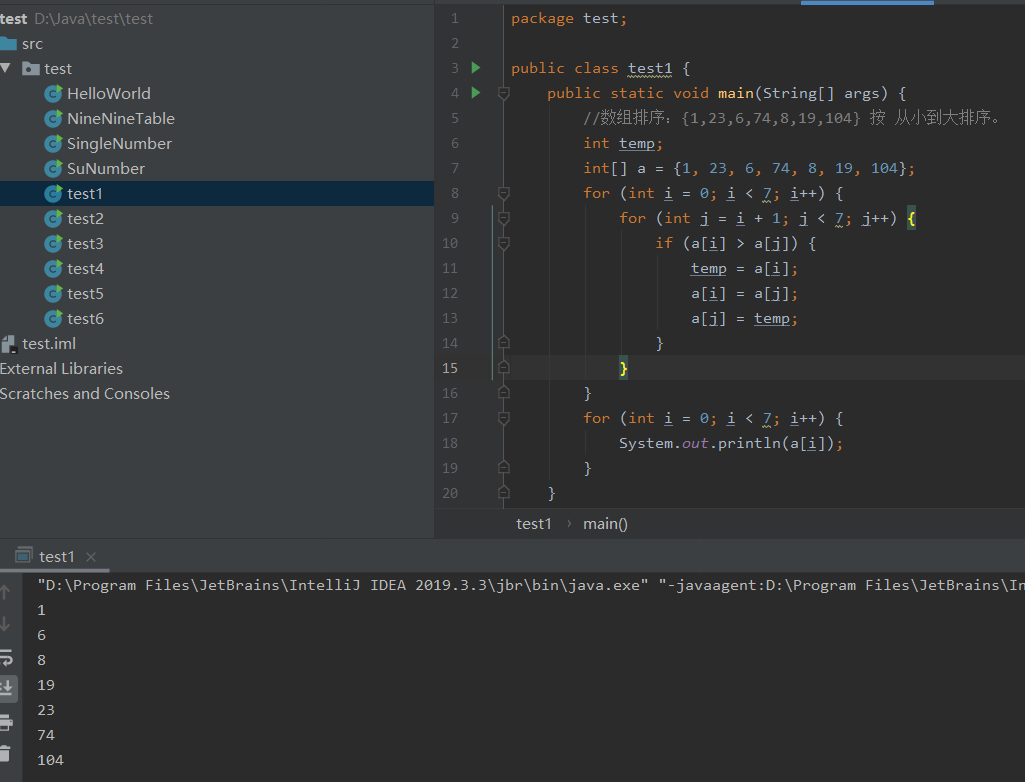 test D:\Java\test\test
src
test
HelloWorld
NineNineTable
SingleNumber
SuNumber
test1
test2
test3
test4
test5
test6
test.iml
External Libraries
Scratches and Consoles
1 package test;
2
3 public class test1 {
4 public static void main(String[] args) {
5 //数组排序：{1,23,6,74,8,19,104} 按 从小到大排序。
6 int temp;
7 int[] a = {1, 23, 6, 74, 8, 19, 104};
8 for (int i = 0; i < 7; i++) {
9 for (int j = i + 1; j < 7; j++) {
10 if (a[i] > a[j]) {
11 temp = a[i];
12 a[i] = a[j];
13 a[j] = temp;
14 }
15 }
16 }
17 for (int i = 0; i < 7; i++) {
18 System.out.println(a[i]);
19 }
20 }
test1 › main()
test1 ×
"D:\Program Files\JetBrains\IntelliJ IDEA 2019.3.3\jbr\bin\java.exe" "-javaagent:D:\Program Files\JetBrains\In
1
6
8
19
23
74
104